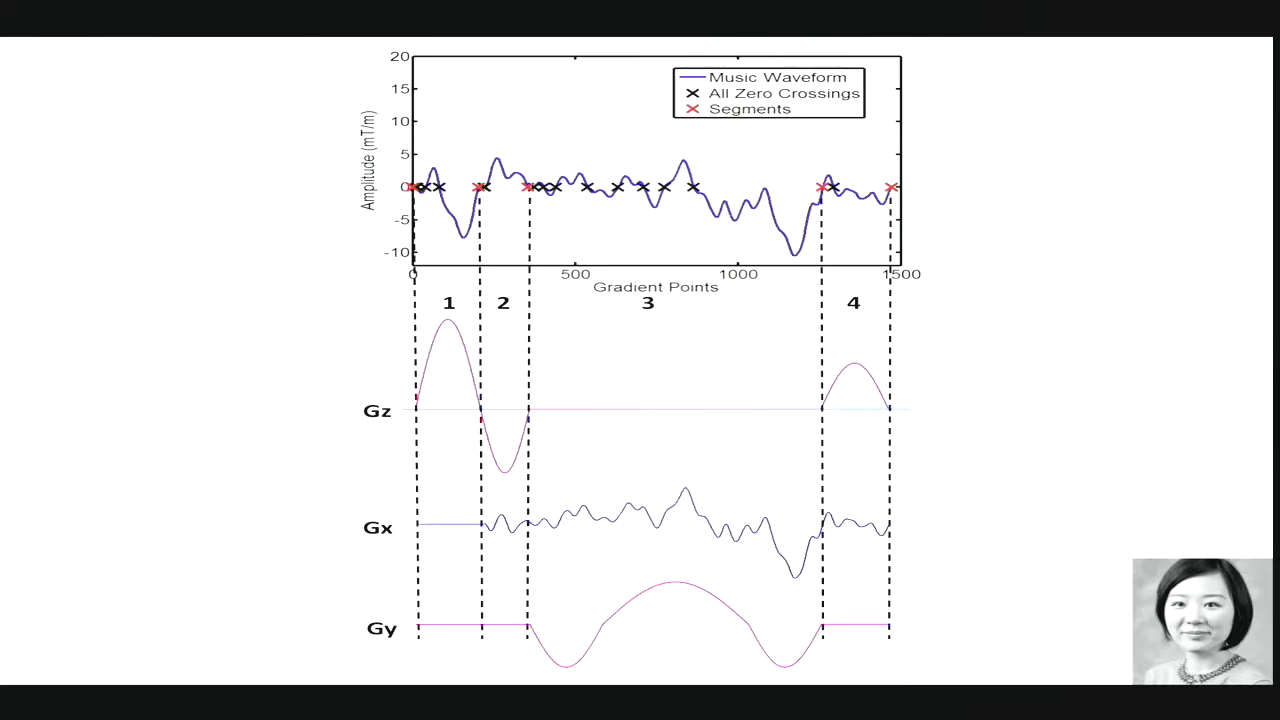 20
15
10
5
0
-5
-10
Amplitude (mT/m)
Music Waveform
All Zero Crossings
Segments
0 500 1000 1500
Gradient Points
1 2 3 4
Gz
Gx
Gy